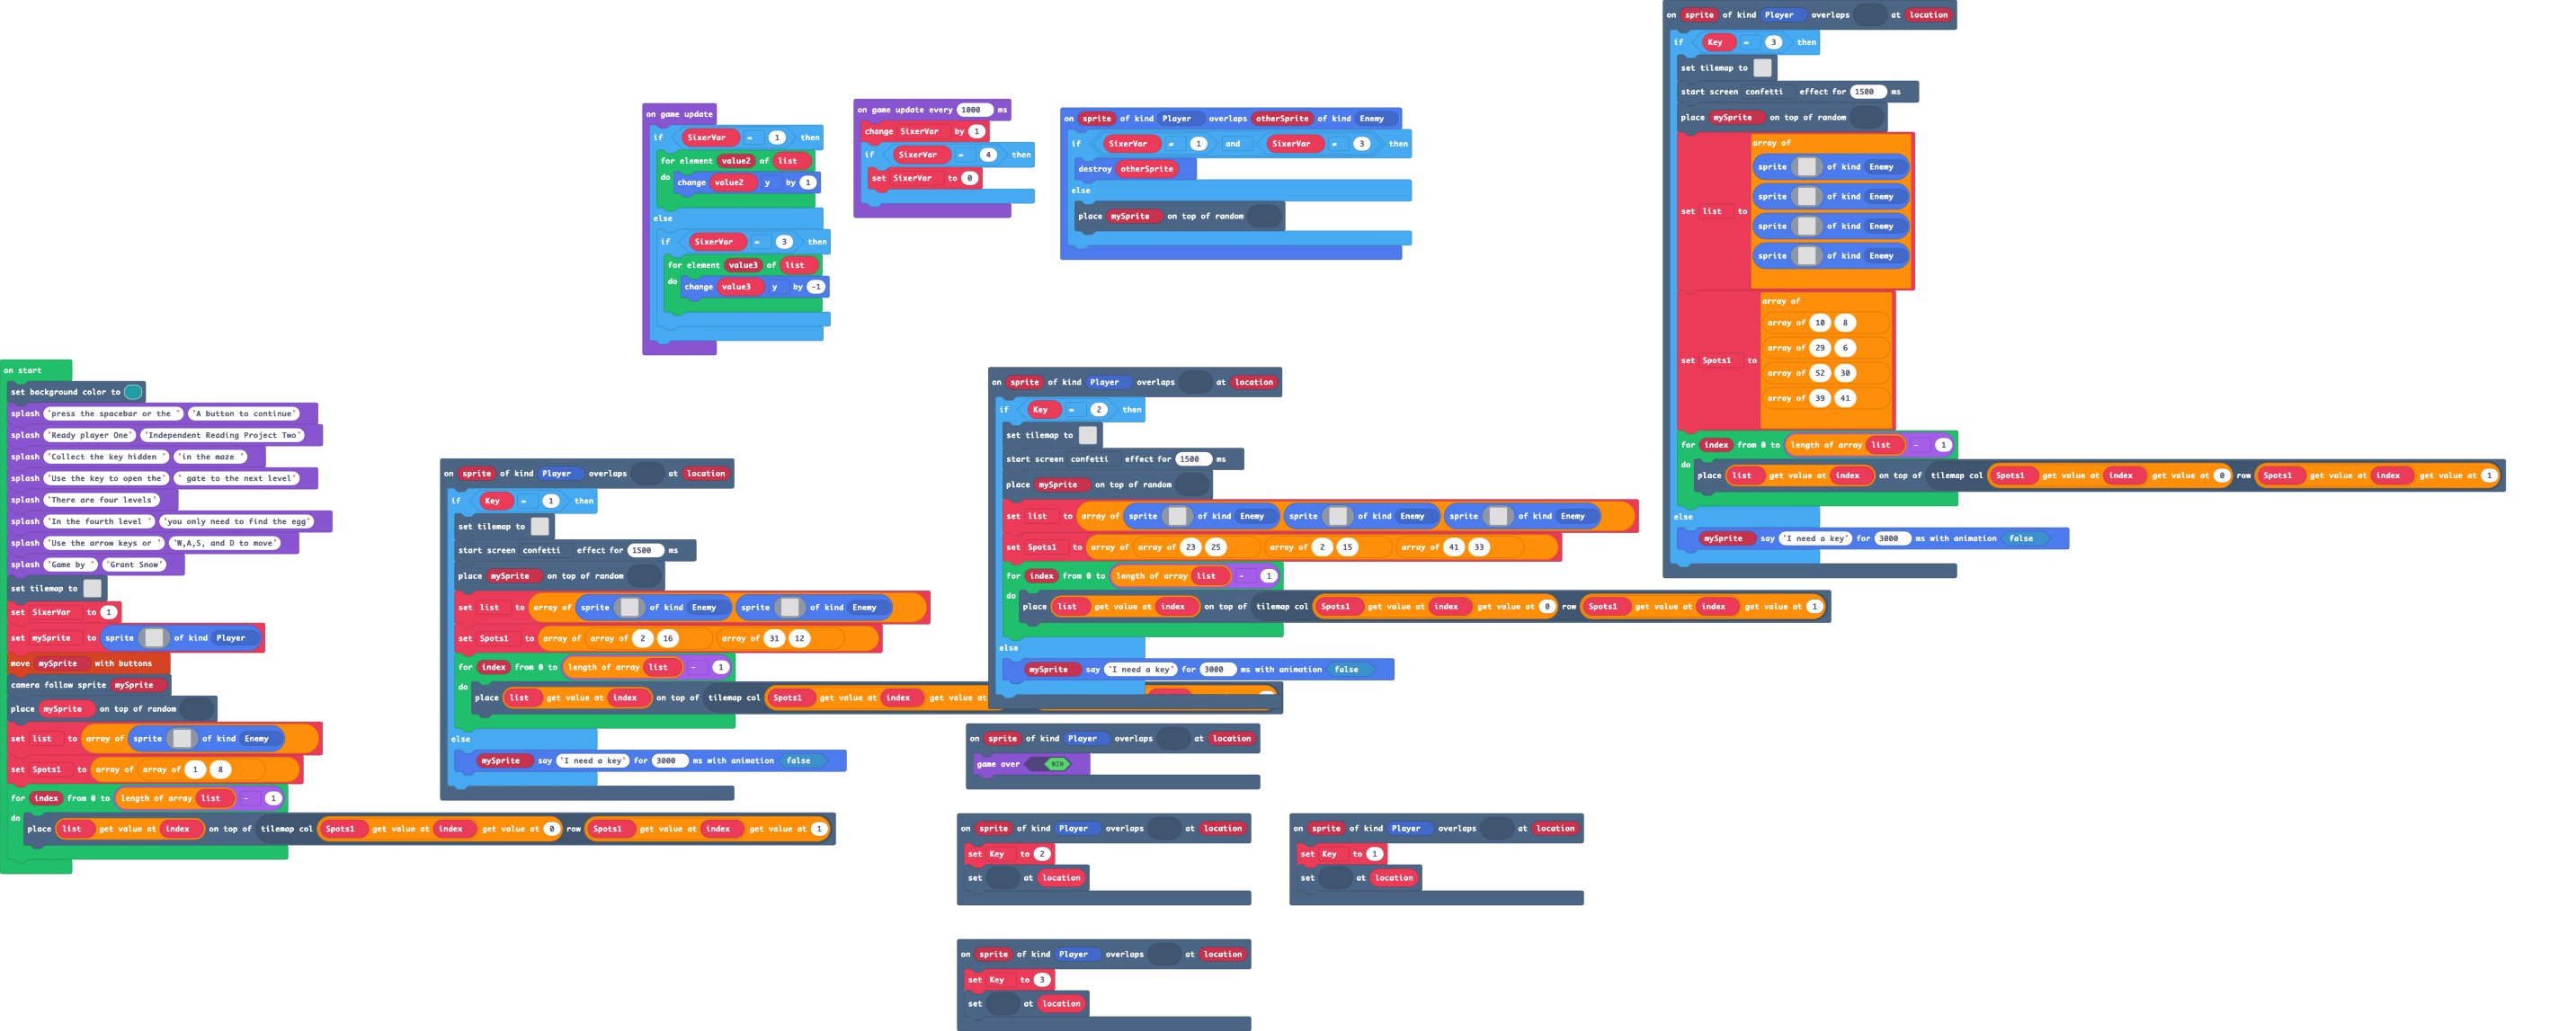 on start
set background color to
splash "press the spacebar or the " "A button to continue"
splash "Ready player One" "Independent Reading Project Two"
splash "Collect the key hidden " "in the maze "
splash "Use the key to open the" " gate to the next level"
splash "There are four levels"
splash "In the fourth level " "you only need to find the egg"
splash "Use the arrow keys or " "W,A,S, and D to move"
splash "Game by " "Grant Snow"
set tilemap to
set SixerVar to 1
set mySprite to sprite of kind Player
move mySprite with buttons
camera follow sprite mySprite
place mySprite on top of random
set list to array of sprite of kind Enemy
set Spots1 to array of array of 1 8
for index from 0 to length of array list - 1
do
place list get value at index on top of tilemap col Spots1 get value at index get value at 0 row Spots1 get value at index get value at 1
on sprite of kind Player overlaps at location
if Key = 1 then
set tilemap to
start screen confetti effect for 1500 ms
place mySprite on top of random
set list to array of sprite of kind Enemy sprite of kind Enemy
set Spots1 to array of array of 2 16 array of 31 12
for index from 0 to length of array list - 1
do
place list get value at index on top of tilemap col Spots1 get value at index get value at
else
mySprite say "I need a key" for 3000 ms with animation false
on game update
if SixerVar = 1 then
for element value2 of list
do change value2 y by 1
else
if SixerVar = 3 then
for element value3 of list
do change value3 y by -1
on game update every 1000 ms
change SixerVar by 1
if SixerVar = 4 then
set SixerVar to 0
on sprite of kind Player overlaps otherSprite of kind Enemy
if SixerVar ≠ 1 and SixerVar ≠ 3 then
destroy otherSprite
else
place mySprite on top of random
on sprite of kind Player overlaps at location
if Key = 2 then
set tilemap to
start screen confetti effect for 1500 ms
place mySprite on top of random
set list to array of sprite of kind Enemy sprite of kind Enemy sprite of kind Enemy
set Spots1 to array of array of 23 25 array of 2 15 array of 41 33
for index from 0 to length of array list - 1
do
place list get value at index on top of tilemap col Spots1 get value at index get value at 0 row Spots1 get value at index get value at 1
else
mySprite say "I need a key" for 3000 ms with animation false
on sprite of kind Player overlaps at location
game over WIN
on sprite of kind Player overlaps at location
set Key to 2
set at location
on sprite of kind Player overlaps at location
set Key to 1
set at location
on sprite of kind Player overlaps at location
set Key to 3
set at location
on sprite of kind Player overlaps at location
if Key = 3 then
set tilemap to
start screen confetti effect for 1500 ms
place mySprite on top of random
set list to array of
sprite of kind Enemy
sprite of kind Enemy
sprite of kind Enemy
sprite of kind Enemy
set Spots1 to array of
array of 10 8
array of 29 6
array of 52 30
array of 39 41
for index from 0 to length of array list - 1
do
place list get value at index on top of tilemap col Spots1 get value at index get value at 0 row Spots1 get value at index get value at 1
else
mySprite say "I need a key" for 3000 ms with animation false